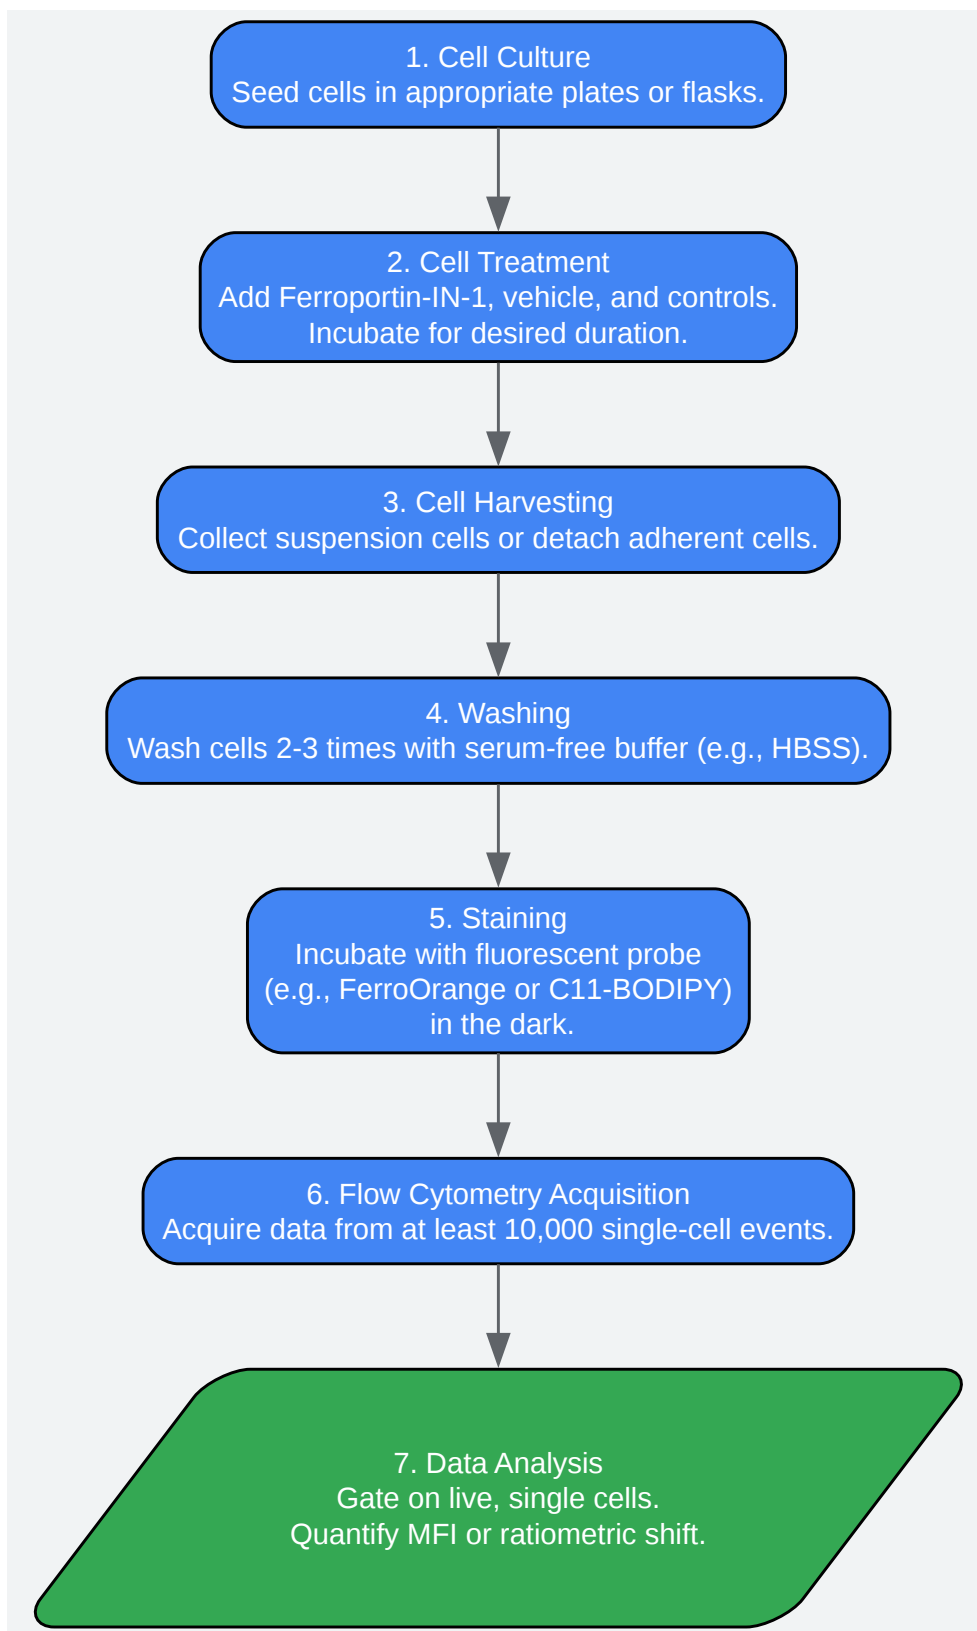 1. Cell Culture
Seed cells in appropriate plates or flasks.
2. Cell Treatment
Add Ferroportin-IN-1, vehicle, and controls.
Incubate for desired duration.
3. Cell Harvesting
Collect suspension cells or detach adherent cells.
4. Washing
Wash cells 2-3 times with serum-free buffer (e.g., HBSS).
5. Staining
Incubate with fluorescent probe
(e.g., FerroOrange or C11-BODIPY)
in the dark.
6. Flow Cytometry Acquisition
Acquire data from at least 10,000 single-cell events.
7. Data Analysis
Gate on live, single cells.
Quantify MFI or ratiometric shift.